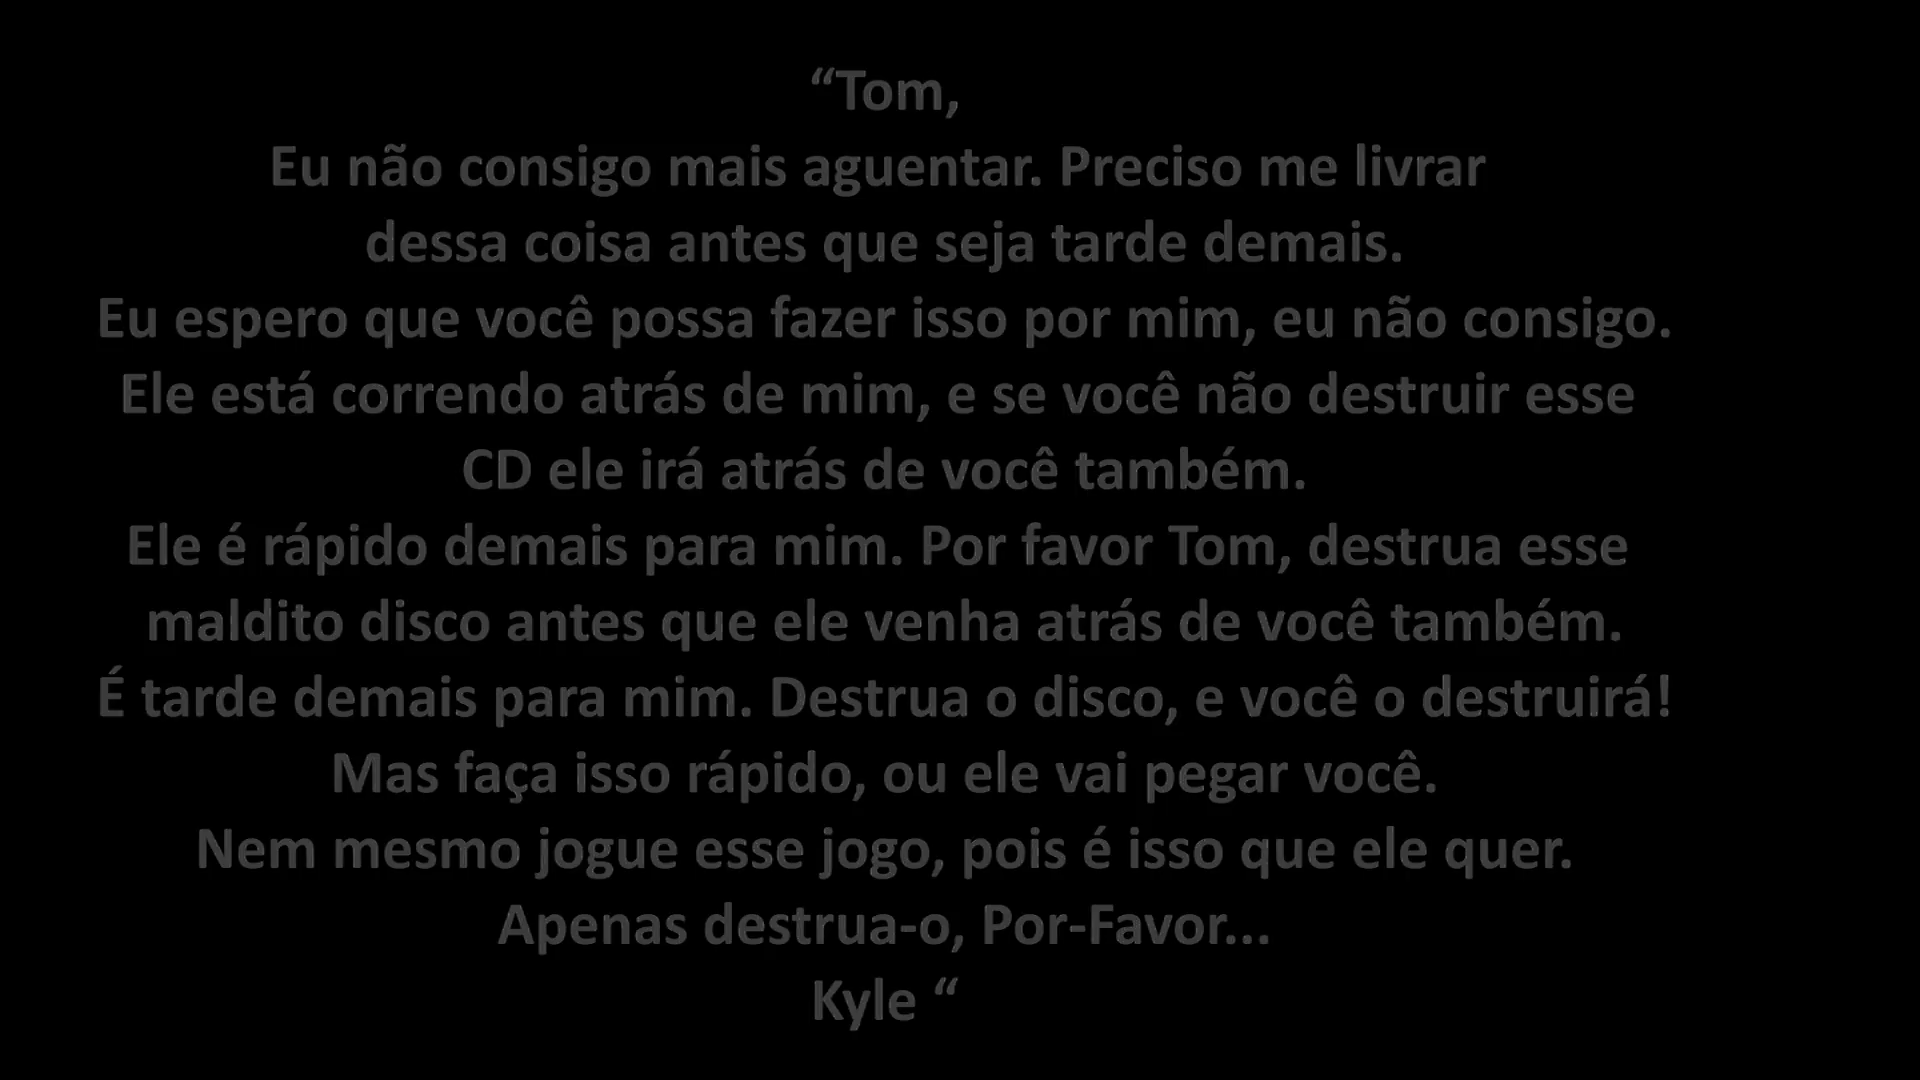 “Tom,
Eu não consigo mais aguentar. Preciso me livrar
dessa coisa antes que seja tarde demais.
Eu espero que você possa fazer isso por mim, eu não consigo.
Ele está correndo atrás de mim, e se você não destruir esse
CD ele irá atrás de você também.
Ele é rápido demais para mim. Por favor Tom, destrua esse
maldito disco antes que ele venha atrás de você também.
É tarde demais para mim. Destrua o disco, e você o destruirá!
Mas faça isso rápido, ou ele vai pegar você.
Nem mesmo jogue esse jogo, pois é isso que ele quer.
Apenas destrua-o, Por-Favor...
Kyle “